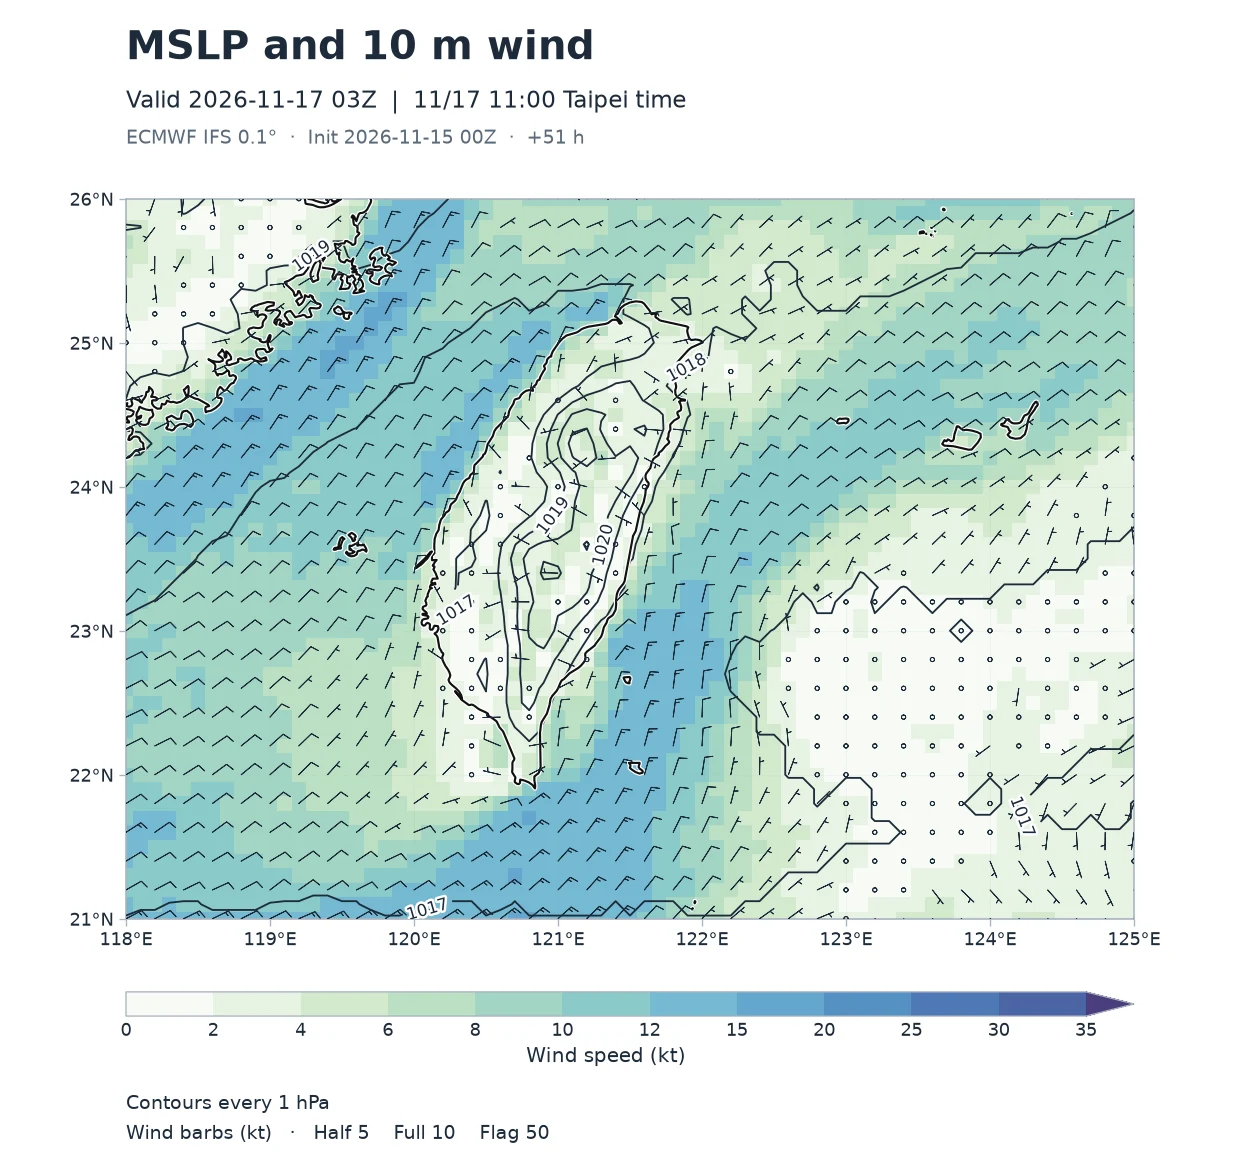 MSLP and 10 m wind
Valid 2026-11-17 03Z | 11/17 11:00 Taipei time
ECMWF IFS 0.1° · Init 2026-11-15 00Z · +51 h
26°N
1019
25°N
1018
24°N
1019
1020
1017
23°N
22°N
1017
1017
21°N
118°E 119°E 120°E 121°E 122°E 123°E 124°E 125°E
0 2 4 6 8 10 12 15 20 25 30 35
Wind speed (kt)
Contours every 1 hPa
Wind barbs (kt) · Half 5 Full 10 Flag 50